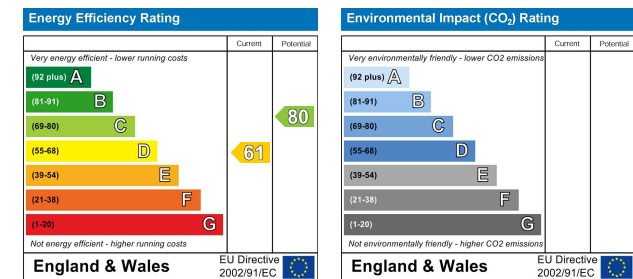 Energy Efficiency Rating
Current Potential
Very energy efficient - lower running costs
(92 plus) A
(81-91) B
(69-80) C
(55-68) D
(39-54) E
(21-38) F
(1-20) G
61
80
Not energy efficient - higher running costs
England & Wales
EU Directive
2002/91/EC
Environmental Impact (CO₂) Rating
Current Potential
Very environmentally friendly - lower CO2 emissions
(92 plus) A
(81-91) B
(69-80) C
(55-68) D
(39-54) E
(21-38) F
(1-20) G
Not environmentally friendly - higher CO2 emissions
England & Wales
EU Directive
2002/91/EC